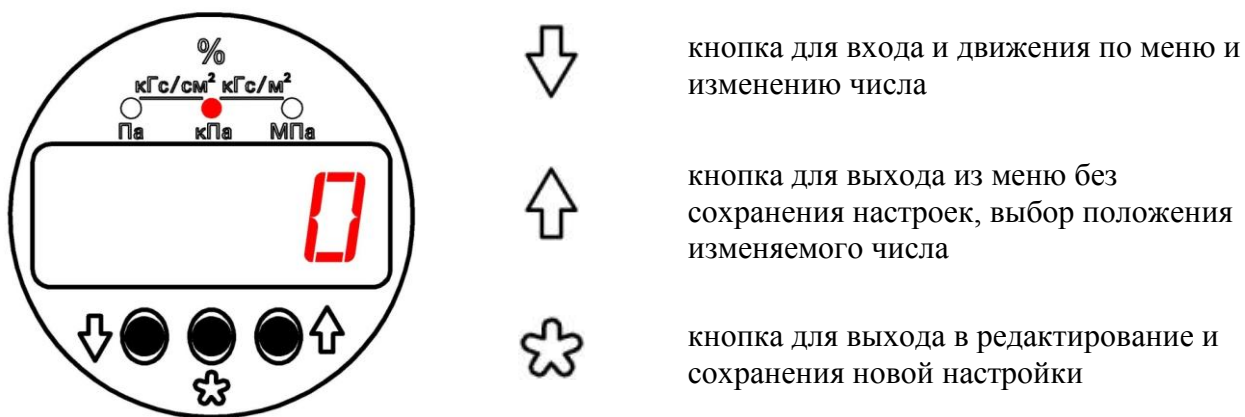 %
кГс/см² кГс/м²
Па кПа МПа
0
кнопка для входа и движения по меню и
изменению числа
кнопка для выхода из меню без
сохранения настроек, выбор положения
изменяемого числа
кнопка для выхода в редактирование и
сохранения новой настройки